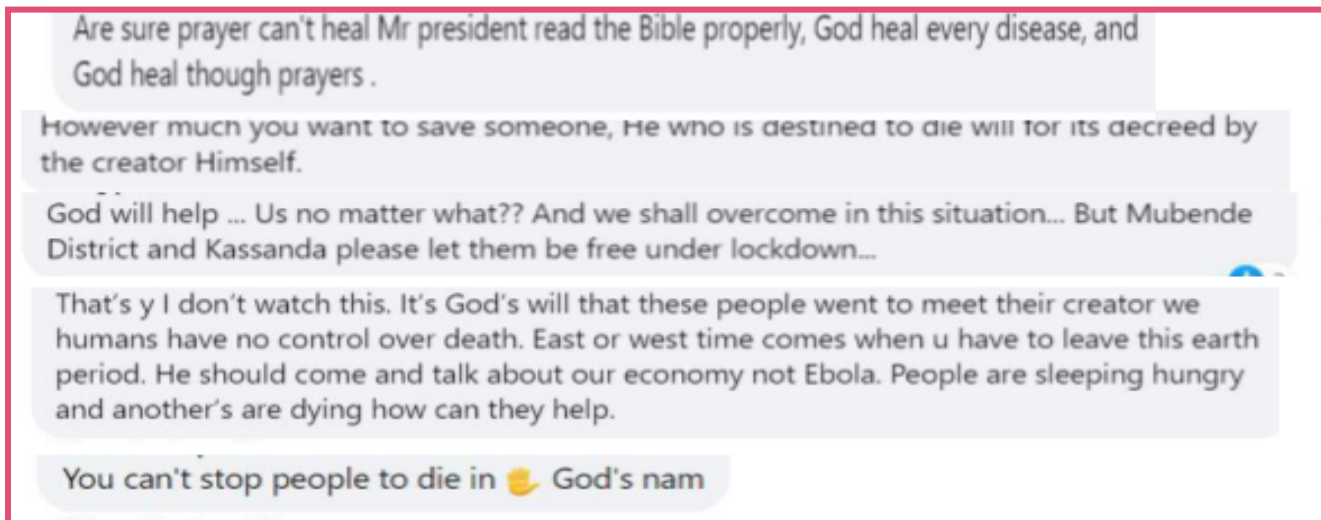 Are sure prayer can't heal Mr president read the Bible properly, God heal every disease, and
God heal though prayers .
However much you want to save someone, He who is destined to die will for its decreed by
the creator Himself.
God will help ... Us no matter what?? And we shall overcome in this situation... But Mubende
District and Kassanda please let them be free under lockdown...
That's y I don't watch this. It's God's will that these people went to meet their creator we
humans have no control over death. East or west time comes when u have to leave this earth
period. He should come and talk about our economy not Ebola. People are sleeping hungry
and another's are dying how can they help.
You can't stop people to die in ✋ God's nam